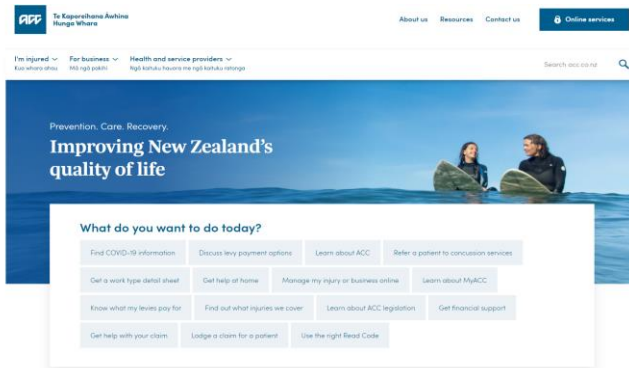 acc
Te Kaporeihana Āwhina
Hunga Whara
About us Resources Contact us Online services
I'm injured For business Health and service providers
Kua whara ahau Mō ngā pakihi Ngā kaituku hauora me ngā kaituku ratonga
Search acc.co.nz
Prevention. Care. Recovery.
Improving New Zealand's
quality of life
What do you want to do today?
Find COVID-19 information Discuss levy payment options Learn about ACC Refer a patient to concussion services
Get a work type detail sheet Get help at home Manage my injury or business online Learn about MyACC
Know what my levies pay for Find out what injuries we cover Learn about ACC legislation Get financial support
Get help with your claim Lodge a claim for a patient Use the right Read Code